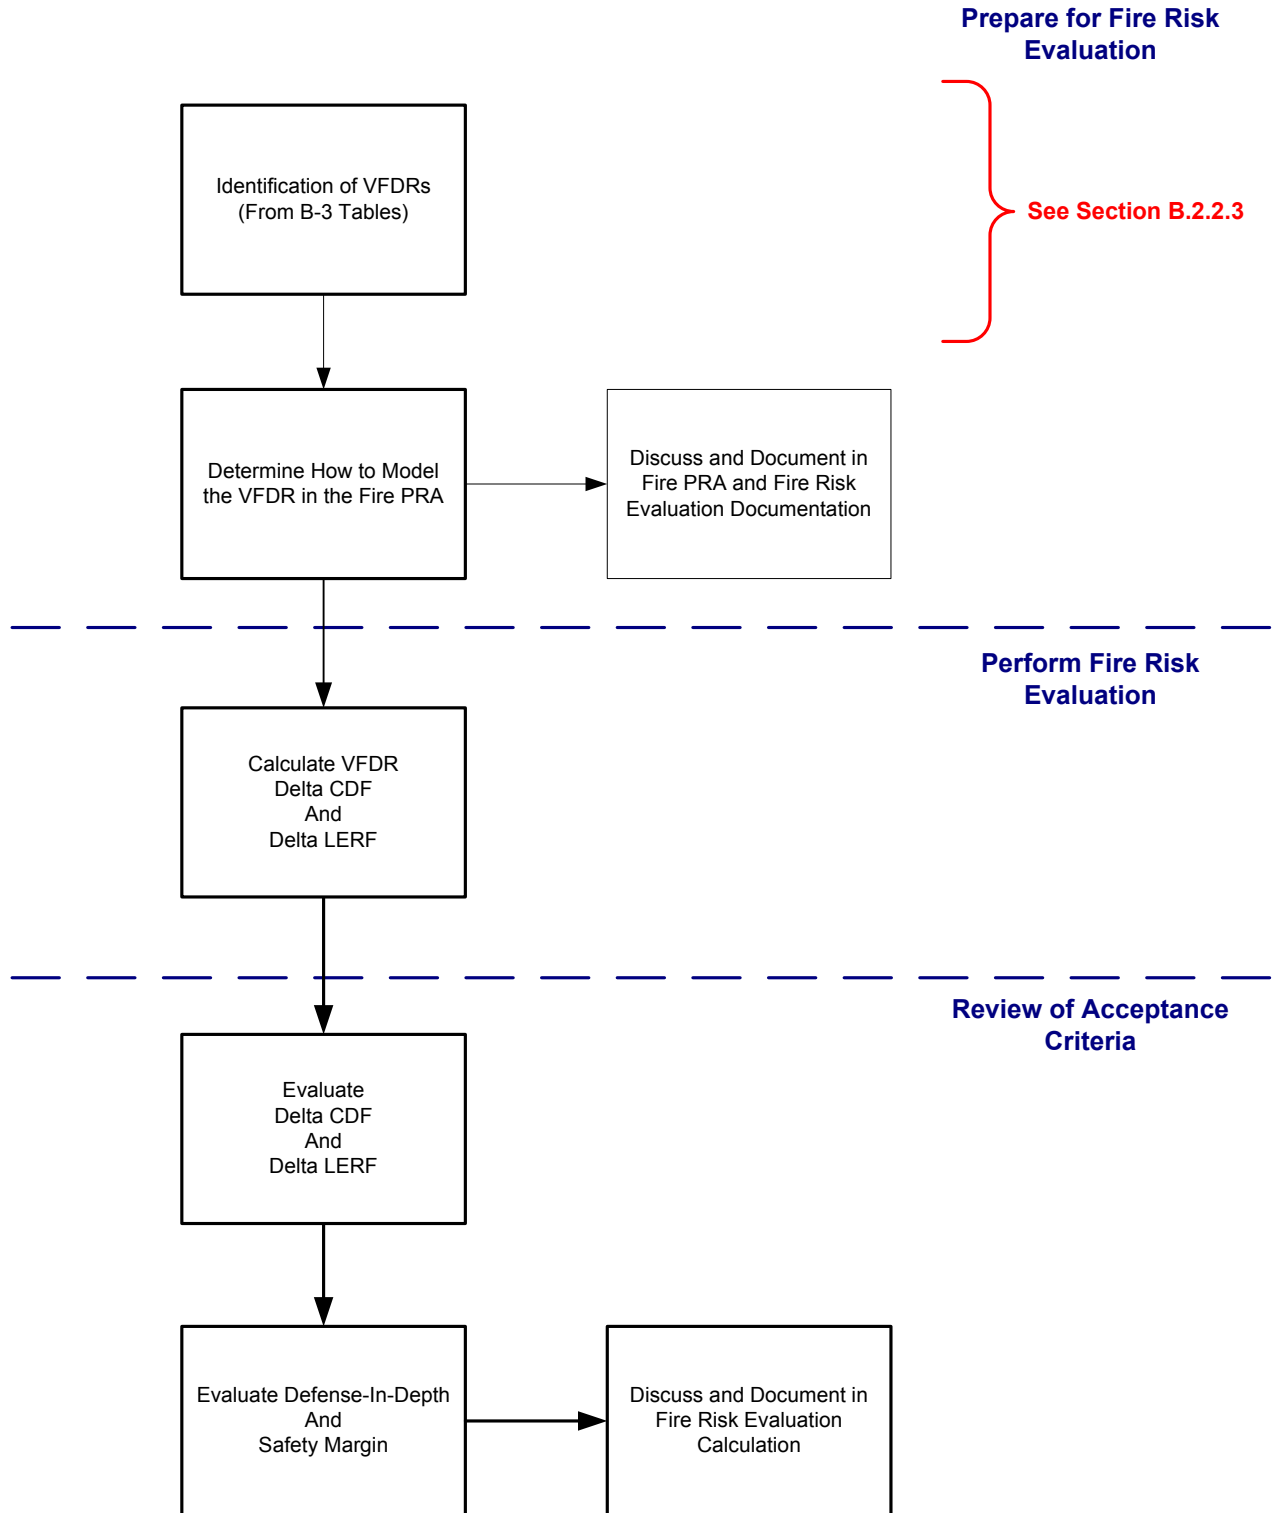 Prepare for Fire Risk
Evaluation
Identification of VFDRs
(From B-3 Tables)
See Section B.2.2.3
Determine How to Model
the VFDR in the Fire PRA
Discuss and Document in
Fire PRA and Fire Risk
Evaluation Documentation
Perform Fire Risk
Evaluation
Calculate VFDR
Delta CDF
And
Delta LERF
Review of Acceptance
Criteria
Evaluate
Delta CDF
And
Delta LERF
Evaluate Defense-In-Depth
And
Safety Margin
Discuss and Document in
Fire Risk Evaluation
Calculation